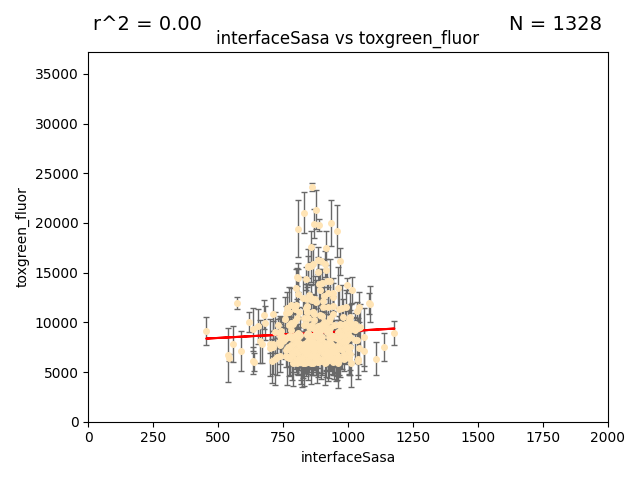 r^2 = 0.00
N = 1328
interfaceSasa vs toxgreen_fluor
toxgreen_fluor
35000
30000
25000
20000
15000
10000
5000
0
0 250 500 750 1000 1250 1500 1750 2000
interfaceSasa